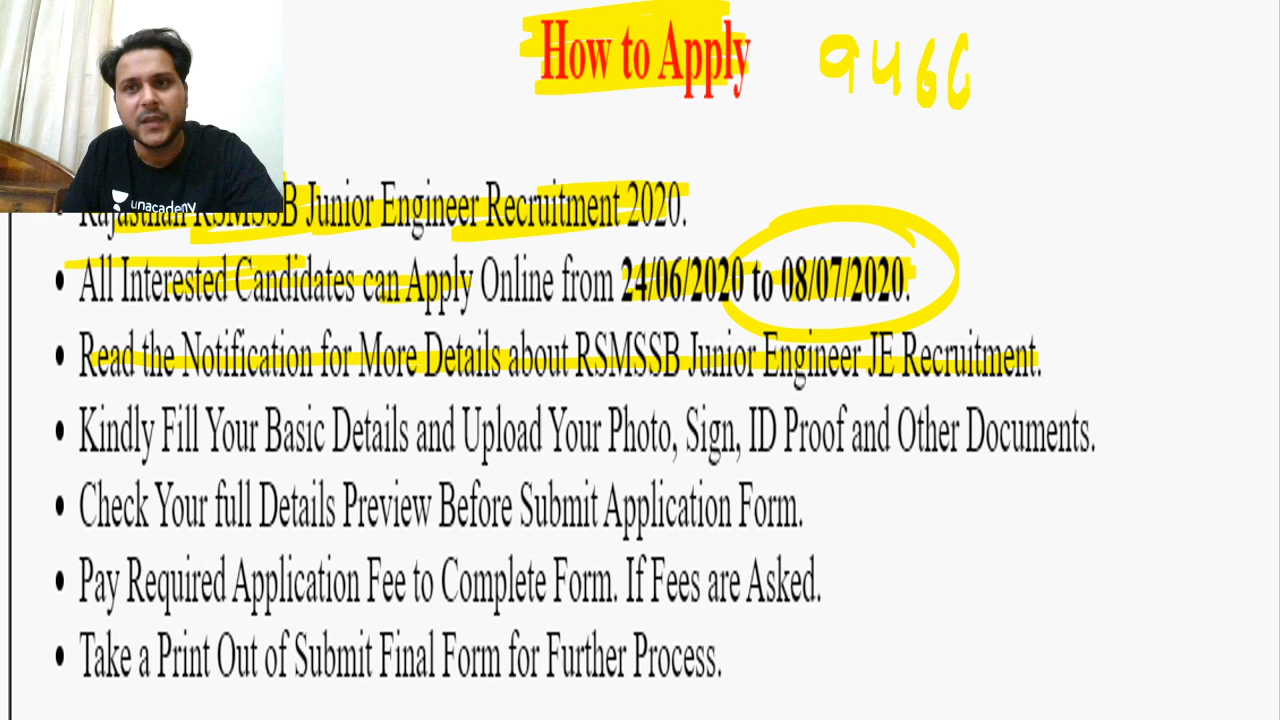 How to Apply 9460
unacademy
• Rajasthan RSMSSB Junior Engineer Recruitment 2020.
• All Interested Candidates can Apply Online from 24/06/2020 to 08/07/2020.
• Read the Notification for More Details about RSMSSB Junior Engineer JE Recruitment.
• Kindly Fill Your Basic Details and Upload Your Photo, Sign, ID Proof and Other Documents.
• Check Your full Details Preview Before Submit Application Form.
• Pay Required Application Fee to Complete Form. If Fees are Asked.
• Take a Print Out of Submit Final Form for Further Process.